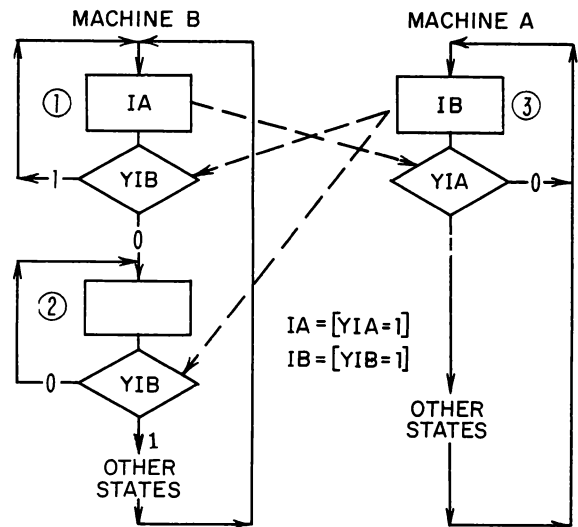 MACHINE B
MACHINE A
① IA
IB ③
YIB
1
0
YIA
0
②
YIB
0
1
IA=[YIA=1]
IB=[YIB=1]
OTHER
STATES
OTHER
STATES